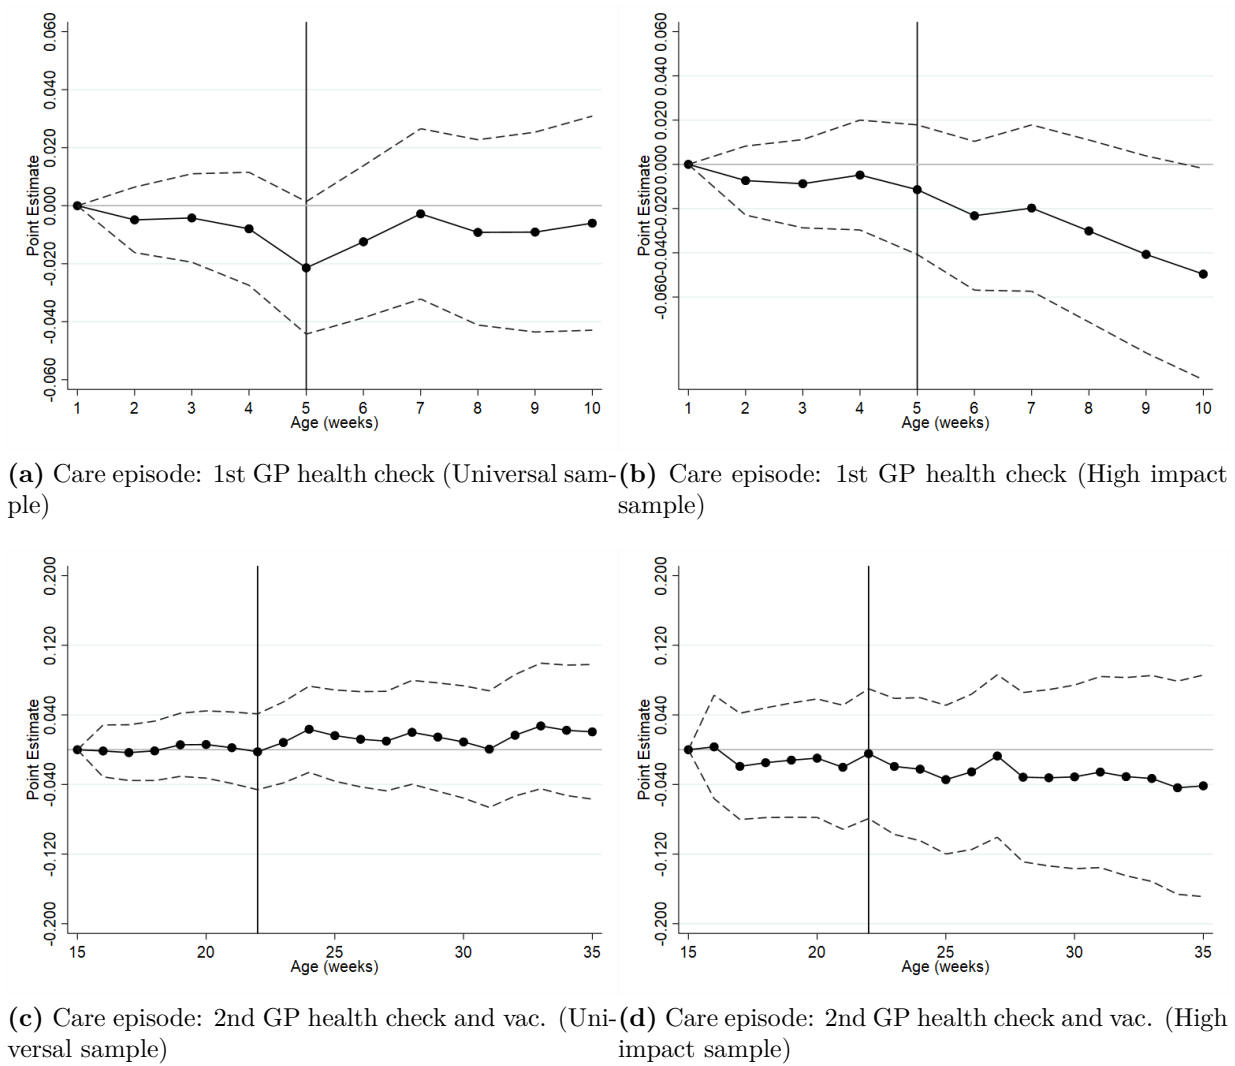 0.060
0.040
0.020
0.000
-0.020
-0.040
-0.060
Point Estimate
1 2 3 4 5 6 7 8 9 10
Age (weeks)
0.060
0.040
0.020
0.000
-0.020
-0.040
-0.060
Point Estimate
1 2 3 4 5 6 7 8 9 10
Age (weeks)
(a) Care episode: 1st GP health check (Universal sam-
ple)
(b) Care episode: 1st GP health check (High impact
sample)
0.200
0.120
0.040
-0.040
-0.120
-0.200
Point Estimate
15 20 25 30 35
Age (weeks)
0.200
0.120
0.040
-0.040
-0.120
-0.200
Point Estimate
15 20 25 30 35
Age (weeks)
(c) Care episode: 2nd GP health check and vac. (Uni-
versal sample)
(d) Care episode: 2nd GP health check and vac. (High
impact sample)